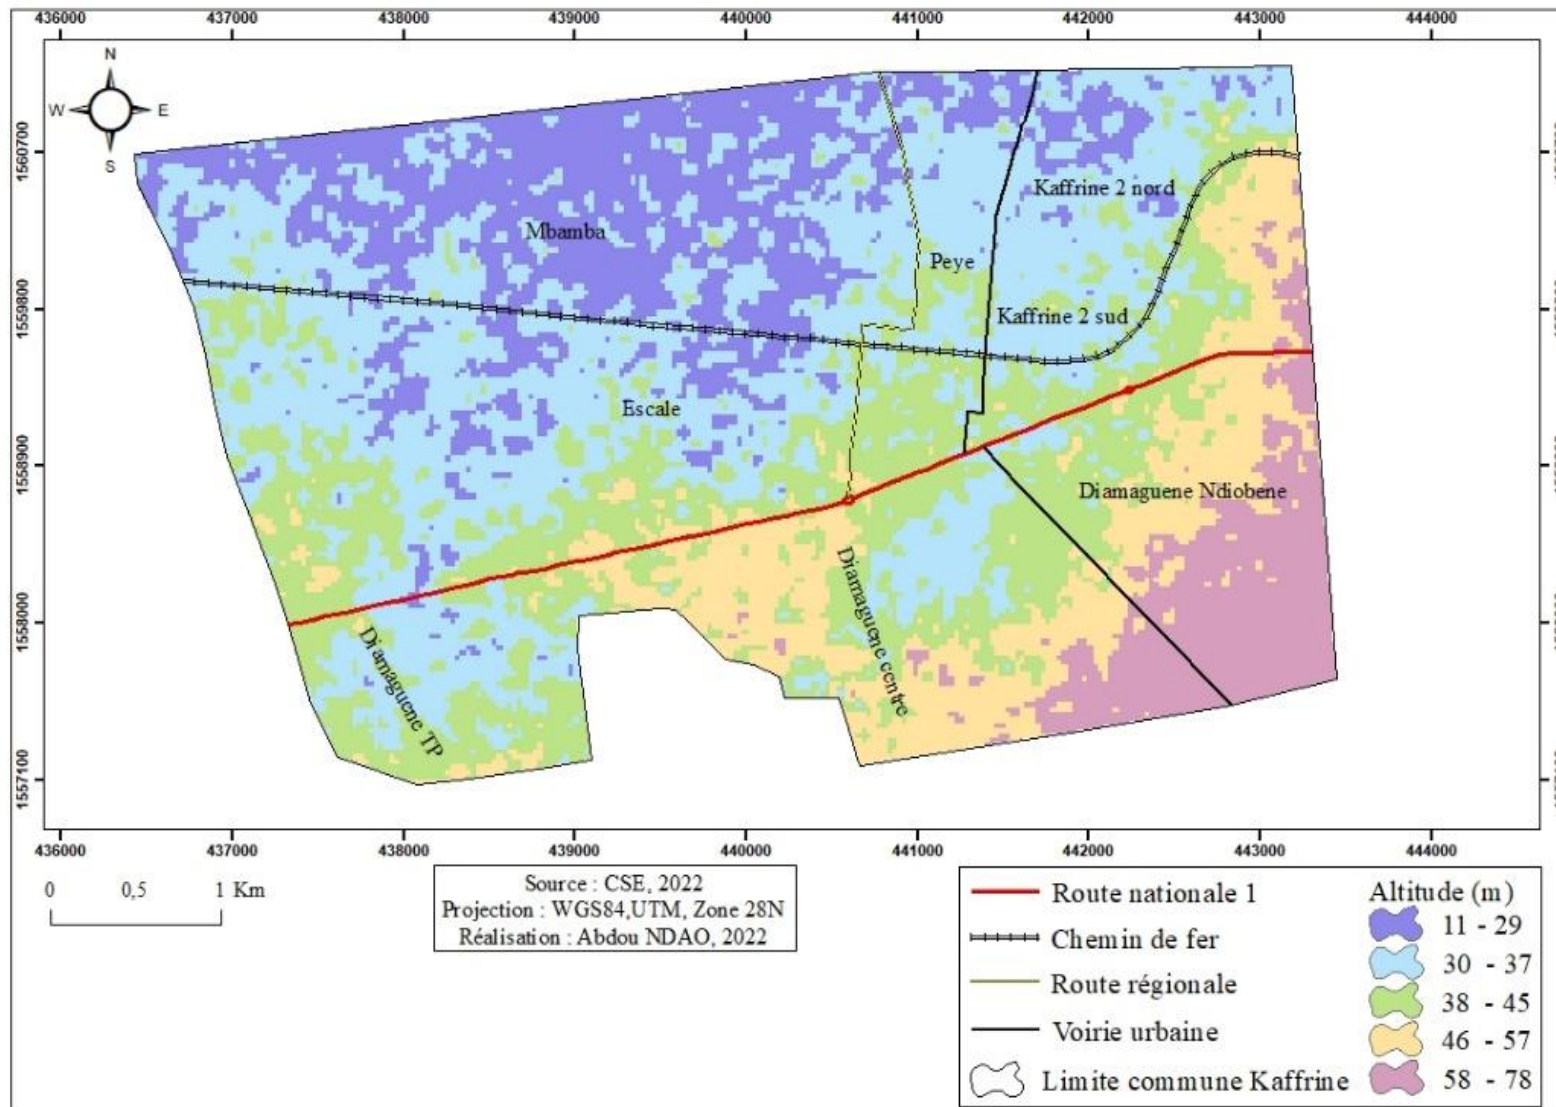 436000 437000 438000 439000 440000 441000 442000 443000 444000
N
W E
S
1560700
1559800
1558900
1558000
1557100
Kaffrine 2 nord
Mbamba
Peye
Kaffrine 2 sud
Escale
Diamaguene Ndiobene
Diamaguene centre
Diamaguene TP
436000 437000 438000 439000 440000 441000 442000 443000 444000
0 0,5 1 Km
Source : CSE, 2022
Projection : WGS84,UTM, Zone 28N
Réalisation : Abdou NDAO, 2022
Route nationale 1
Chemin de fer
Route régionale
Voirie urbaine
Limite commune Kaffrine
Altitude (m)
11 - 29
30 - 37
38 - 45
46 - 57
58 - 78